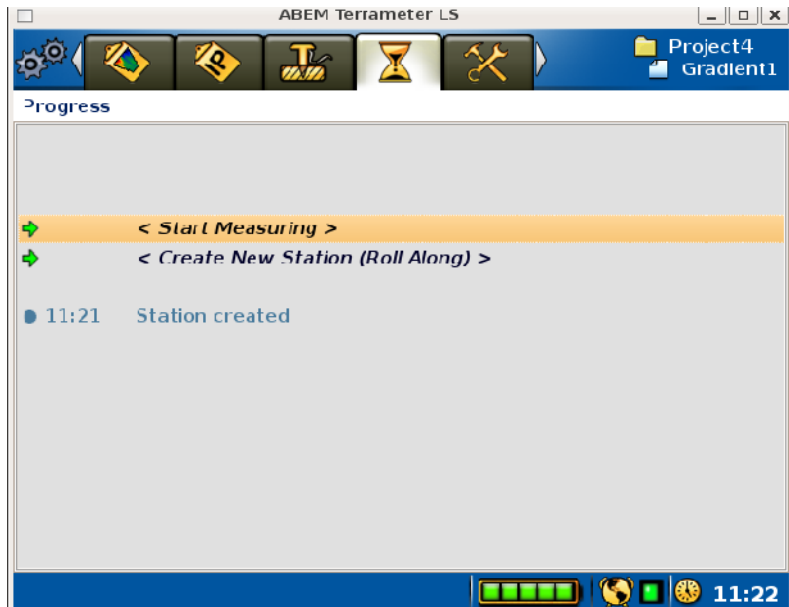 ABEM Terrameter LS
Project4
Gradient1
Progress
< Start Measuring >
< Create New Station (Roll Along) >
11:21 Station created
11:22